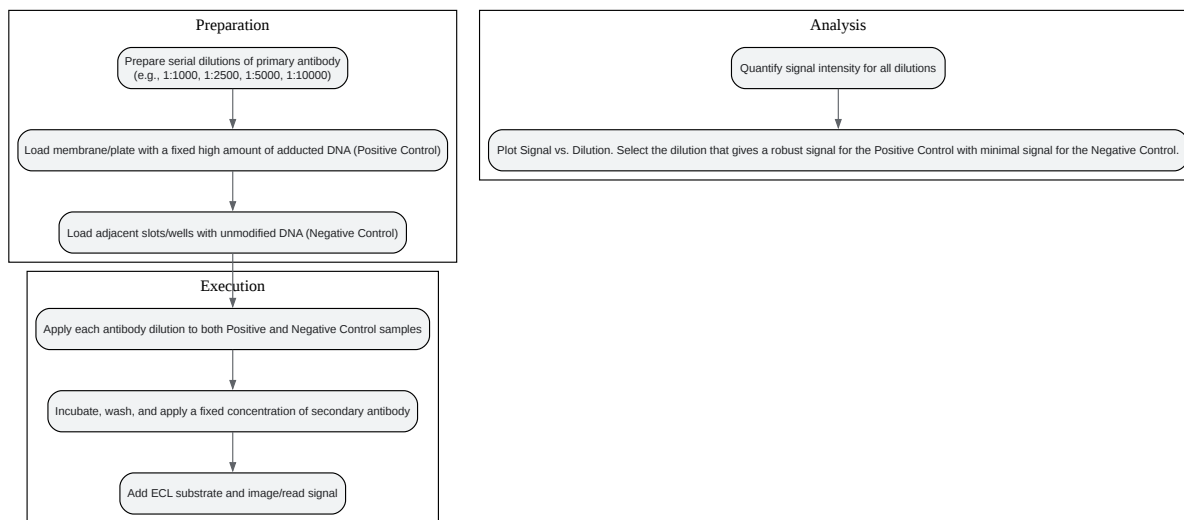 Preparation
Prepare serial dilutions of primary antibody
(e.g., 1:1000, 1:2500, 1:5000, 1:10000)
Load membrane/plate with a fixed high amount of adducted DNA (Positive Control)
Load adjacent slots/wells with unmodified DNA (Negative Control)
Execution
Apply each antibody dilution to both Positive and Negative Control samples
Incubate, wash, and apply a fixed concentration of secondary antibody
Add ECL substrate and image/read signal
Analysis
Quantify signal intensity for all dilutions
Plot Signal vs. Dilution. Select the dilution that gives a robust signal for the Positive Control with minimal signal for the Negative Control.